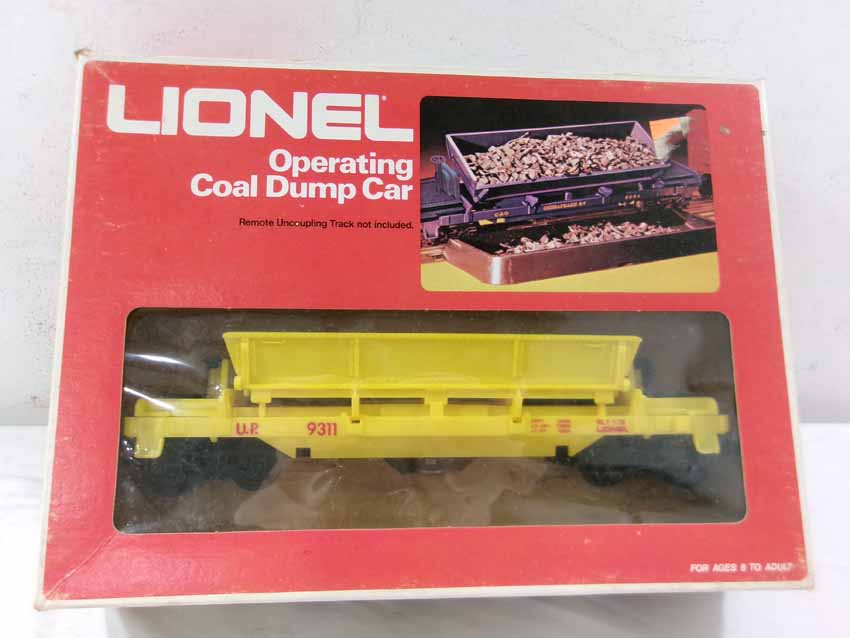 LIONEL
Operating
Coal Dump Car
Remote Uncoupling Track not included.
U.P. 9311
LIONEL
FOR AGES 8 TO ADULT